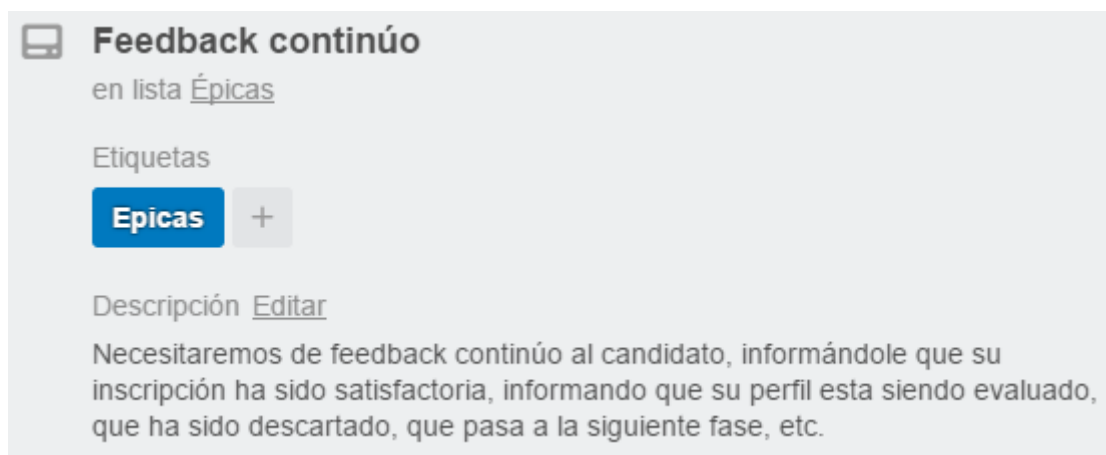 Feedback continúo
en lista Épicas
Etiquetas
Epicas +
Descripción Editar
Necesitaremos de feedback continúo al candidato, informándole que su
inscripción ha sido satisfactoria, informando que su perfil esta siendo evaluado,
que ha sido descartado, que pasa a la siguiente fase, etc.